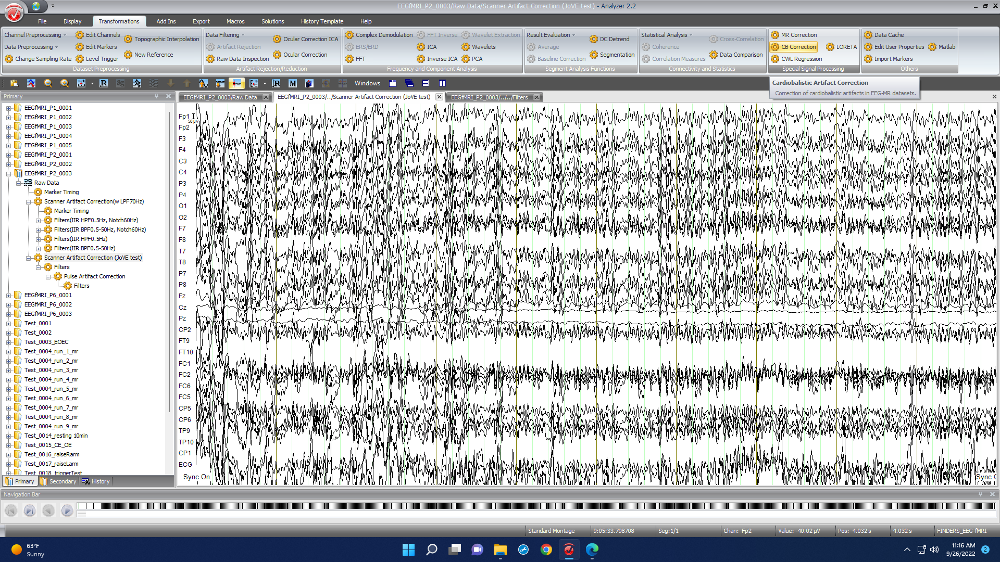 EEGfMRI_P2_0003/Raw Data/Scanner Artifact Correction (JoVE test) - Analyzer 2.2
File Display Transformations Add Ins Export Macros Solutions History Template Help
Channel Preprocessing Edit Channels Topographic Interpolation Data Filtering Ocular Correction ICA Complex Demodulation FFT Inverse Wavelet Extraction Result Evaluation DC Detrend Statistical Analysis Cross-Correlation MR Correction Data Cache
Data Preprocessing Edit Markers Artifact Rejection ERS/ERD ICA Wavelets Average Coherence CB Correction LORETA Edit User Properties Matlab
New Reference Ocular Correction Segmentation Data Comparison
Change Sampling Rate Level Trigger Raw Data Inspection FFT Inverse ICA PCA Baseline Correction Correlation Measures CWL Regression Import Markers
Dataset Preprocessing Artifact Rejection/Reduction Frequency and Component Analysis Segment Analysis Functions Connectivity and Statistics Special Signal Processing Others
R Sg R M Windows
Cardiobalistic Artifact Correction
Correction of cardiobalistic artifacts in EEG-MR datasets.
Primary
EEGfMRI_P2_0003/Raw Data EEGfMRI_P2_0003/../Scanner Artifact Correction (JoVE test) EEGfMRI_P2_0003/../../Filters
EEGfMRI_P1_0001
EEGfMRI_P1_0002
EEGfMRI_P1_0003
EEGfMRI_P1_0004
EEGfMRI_P1_0005
EEGfMRI_P2_0001
EEGfMRI_P2_0002
EEGfMRI_P2_0003
Raw Data
Marker Timing
Scanner Artifact Correction(w LPF70Hz)
Marker Timing
Filters(IIR HPF0.5Hz, Notch60Hz)
Filters(IIR BPF0.5-50Hz, Notch60Hz)
Filters(IIR HPF0.5Hz)
Filters(IIR BPF0.5-50Hz)
Scanner Artifact Correction (JoVE test)
Filters
Pulse Artifact Correction
Filters
EEGfMRI_P6_0001
EEGfMRI_P6_0002
EEGfMRI_P6_0003
Test_0001
Test_0002
Test_0003_EOEC
Test_0004_run_1_mr
Test_0004_run_2_mr
Test_0004_run_3_mr
Test_0004_run_4_mr
Test_0004_run_5_mr
Test_0004_run_6_mr
Test_0004_run_7_mr
Test_0004_run_8_mr
Test_0004_run_9_mr
Test_0014_resting 10min
Test_0015_CE_OE
Test_0016_raiseRarm
Test_0017_raiseLarm
Test_0018_triggerTest
Primary Secondary History
Fp1
50 µV
Fp2
F3
F4
C3
C4
P3
P4
O1
O2
F7
F8
T7
T8
P7
P8
Fz
Cz
Pz
CP2
FT9
FT10
FC1
FC2
FC6
FC5
CP5
CP6
TP9
TP10
CP1
ECG
Sync On Sync
Navigation Bar
Standard Montage 9:05:33.798708 Seg:1/1 Chan: Fp2 Value: -40.02 µV Pos: 4.032 s 4.032 s FINDERS_EEG-fMRI
63°F
Sunny
11:16 AM
9/26/2022
2